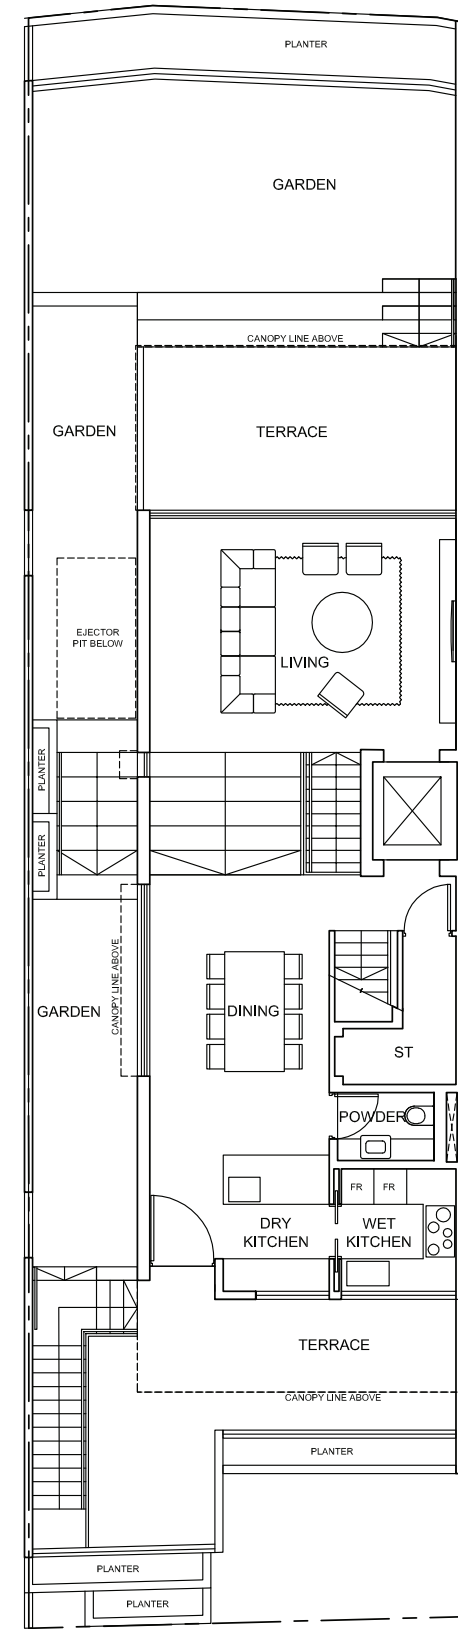 PLANTER
GARDEN
CANOPY LINE ABOVE
GARDEN
TERRACE
EJECTOR
PIT BELOW
LIVING
PLANTER
PLANTER
CANOPY LINE ABOVE
GARDEN
DINING
ST
POWDER
FR
FR
DRY
KITCHEN
WET
KITCHEN
TERRACE
CANOPY LINE ABOVE
PLANTER
PLANTER
PLANTER